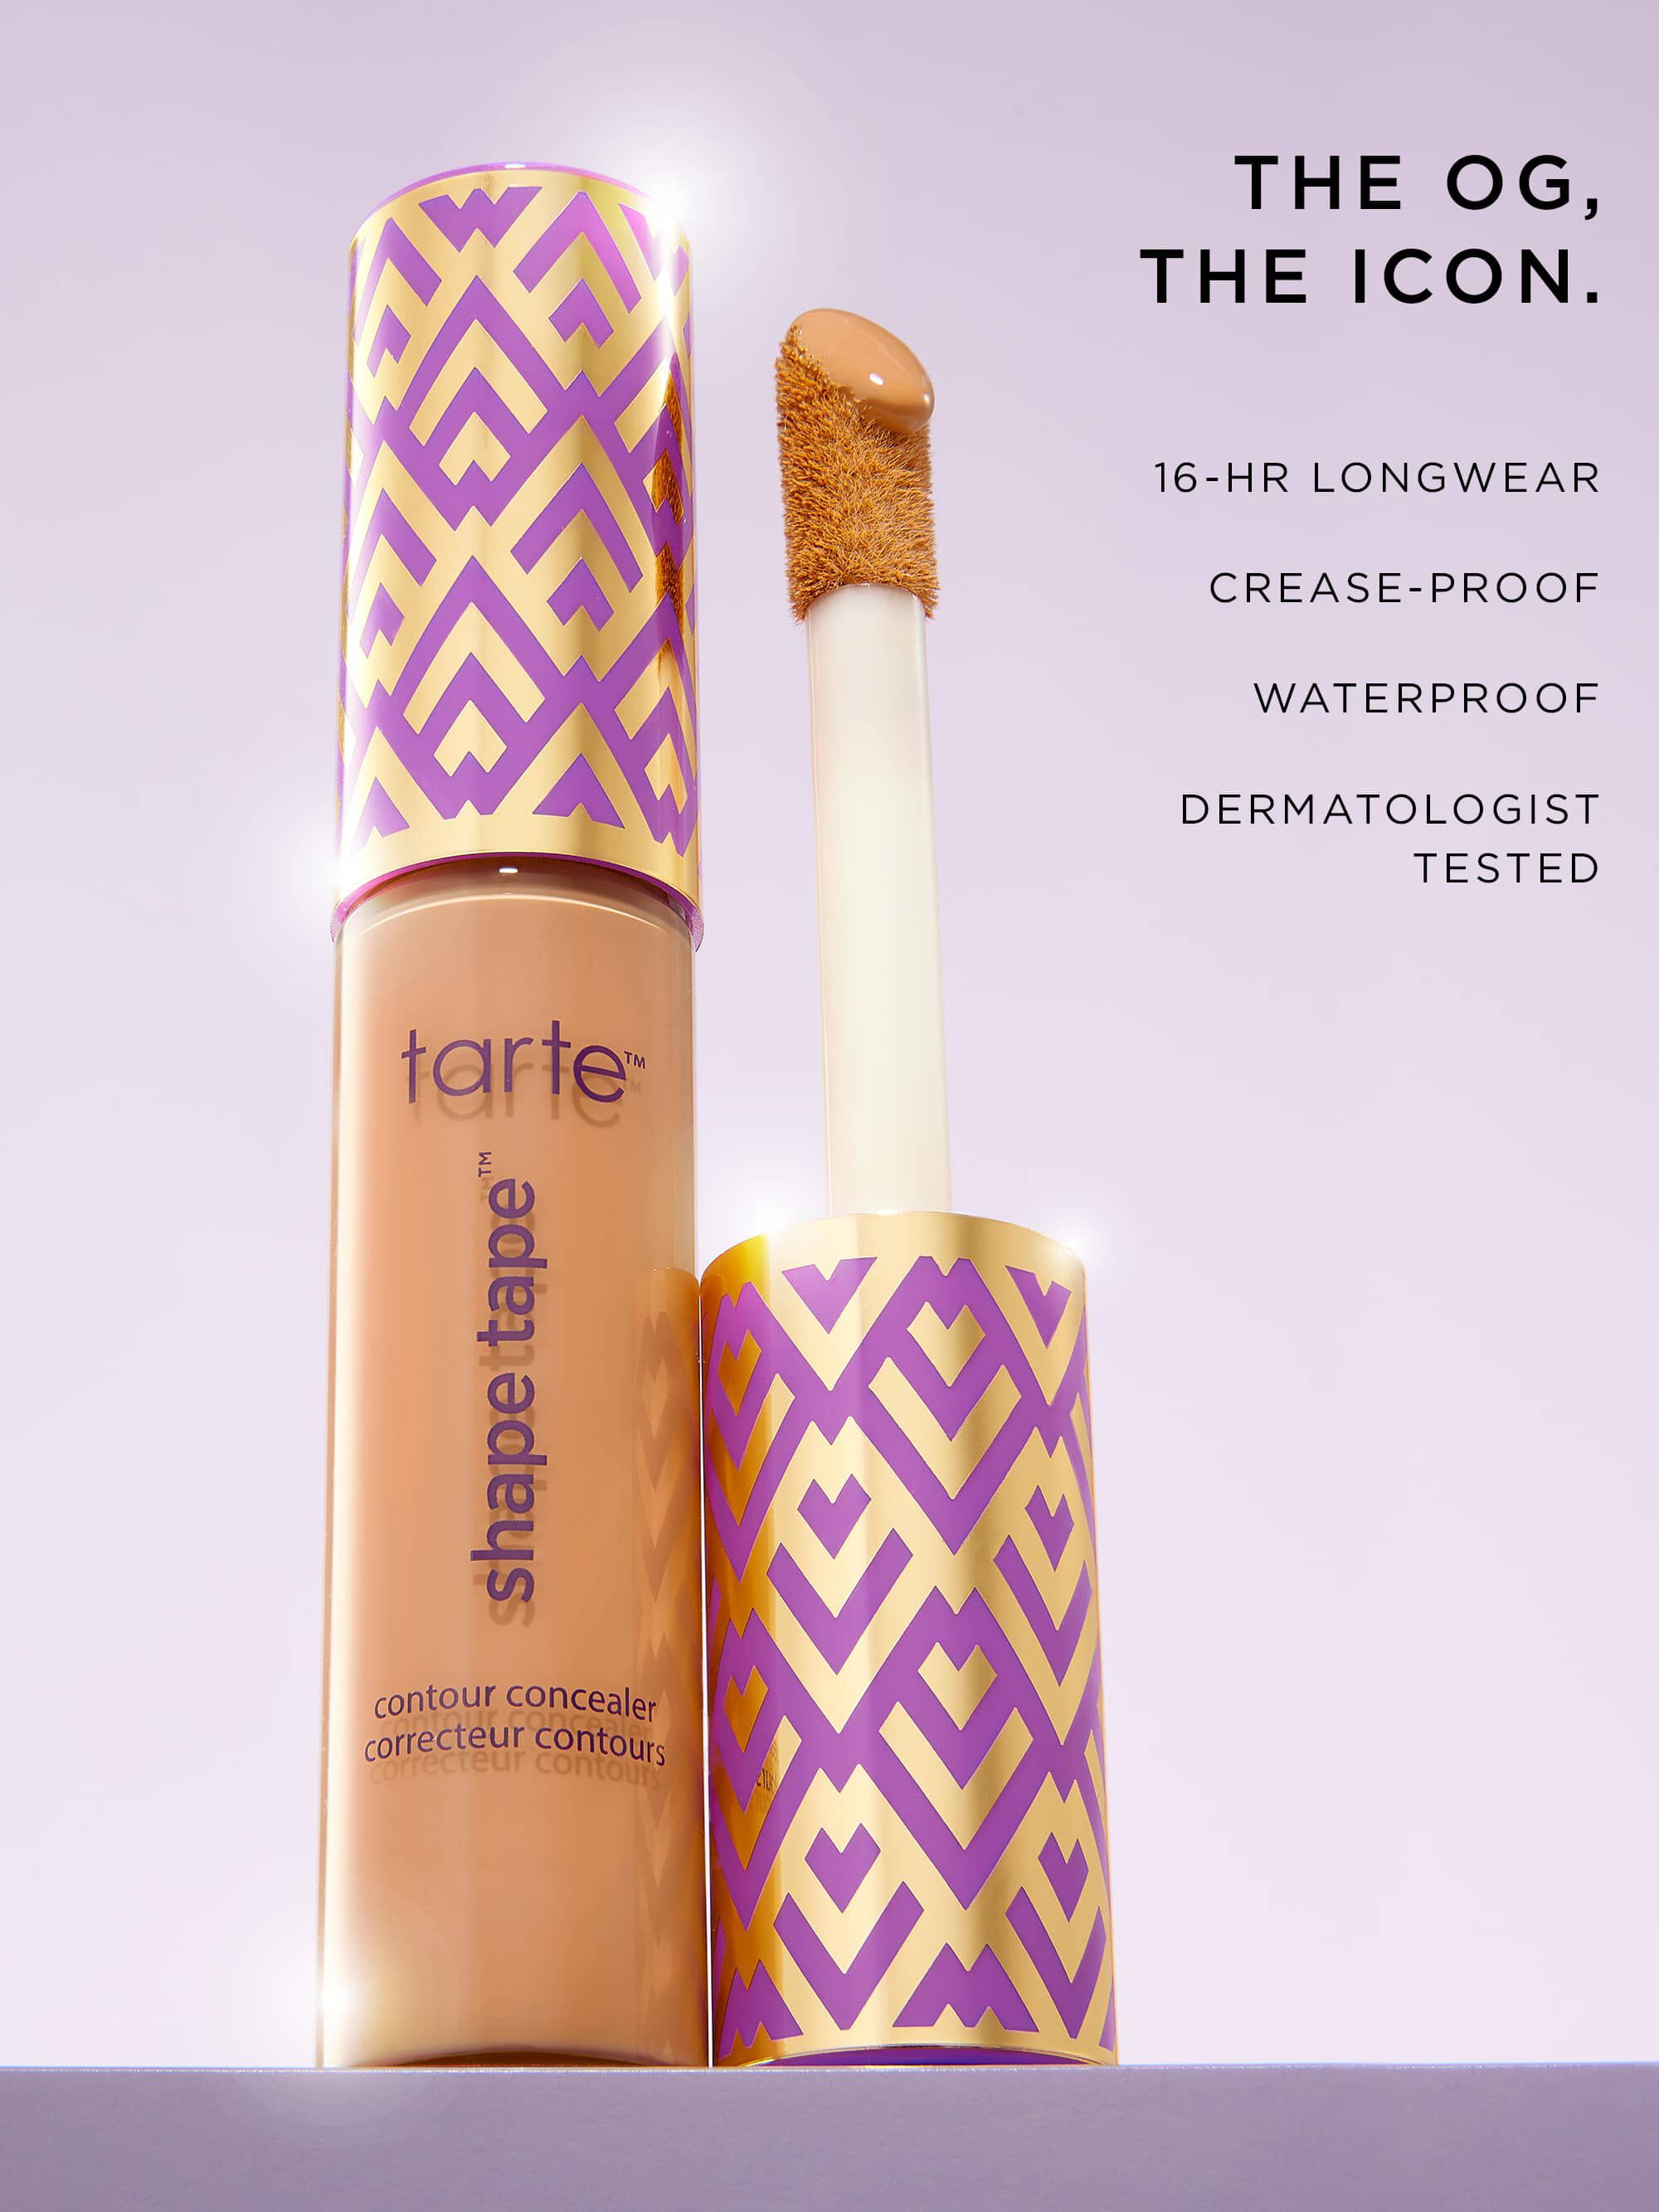 THE OG,
THE ICON.
16-HR LONGWEAR
CREASE-PROOF
WATERPROOF
DERMATOLOGIST
TESTED
tarte™
shape tape™
contour concealer
correcteur contours